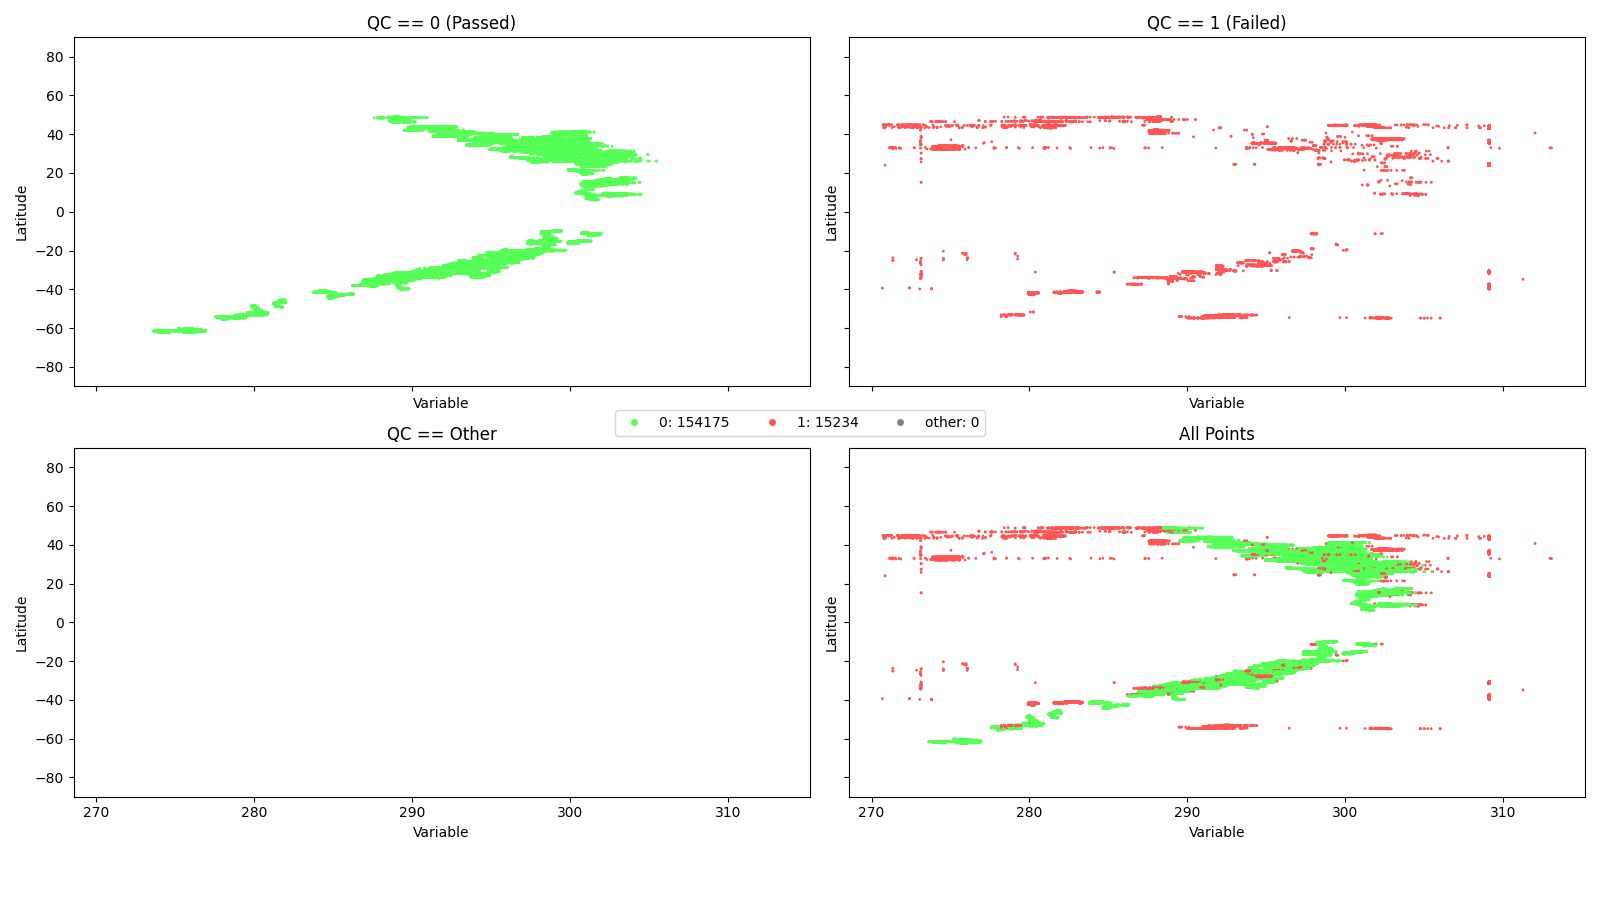 QC == 0 (Passed)
QC == 1 (Failed)
80
60
40
20
0
−20
−40
−60
−80
Latitude
Latitude
Variable
Variable
0: 154175
1: 15234
other: 0
QC == Other
All Points
80
60
40
20
0
−20
−40
−60
−80
Latitude
Latitude
270
280
290
300
310
270
280
290
300
310
Variable
Variable